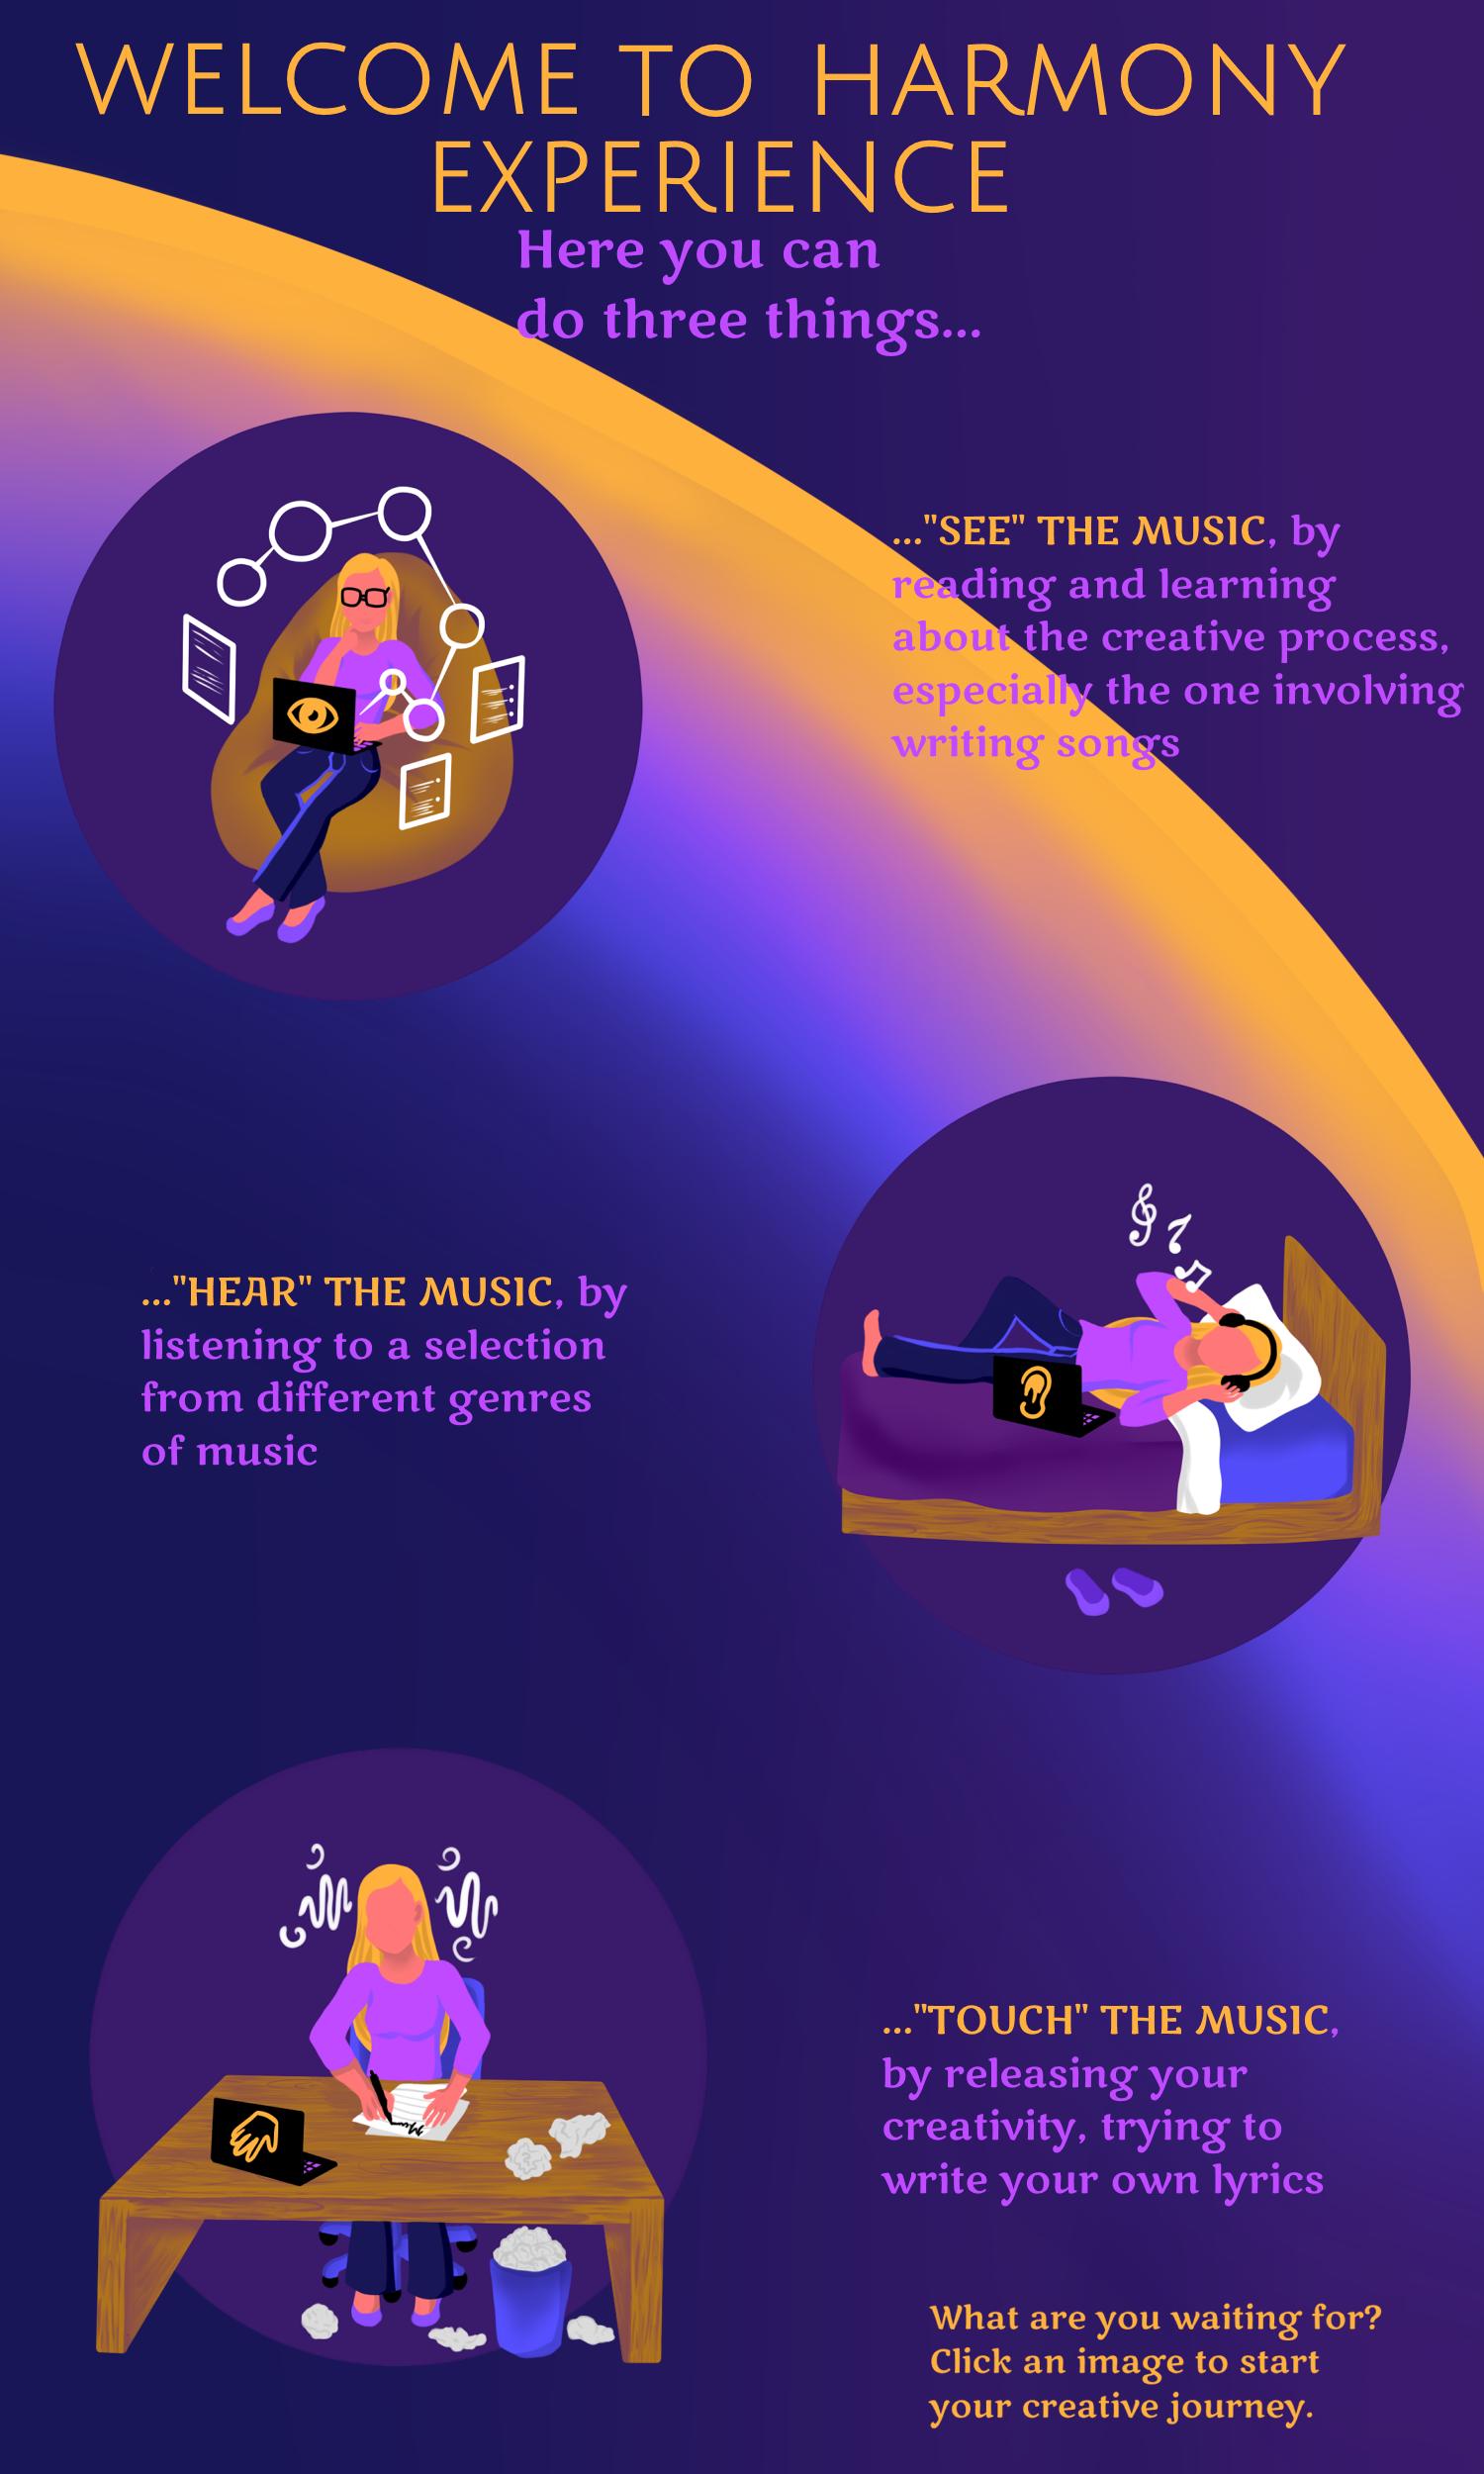 WELCOME TO HARMONY
EXPERIENCE
Here you can
do three things...
..."SEE" THE MUSIC, by
reading and learning
about the creative process,
especially the one involving
writing songs
..."HEAR" THE MUSIC, by
listening to a selection
from different genres
of music
..."TOUCH" THE MUSIC,
by releasing your
creativity, trying to
write your own lyrics
What are you waiting for?
Click an image to start
your creative journey.